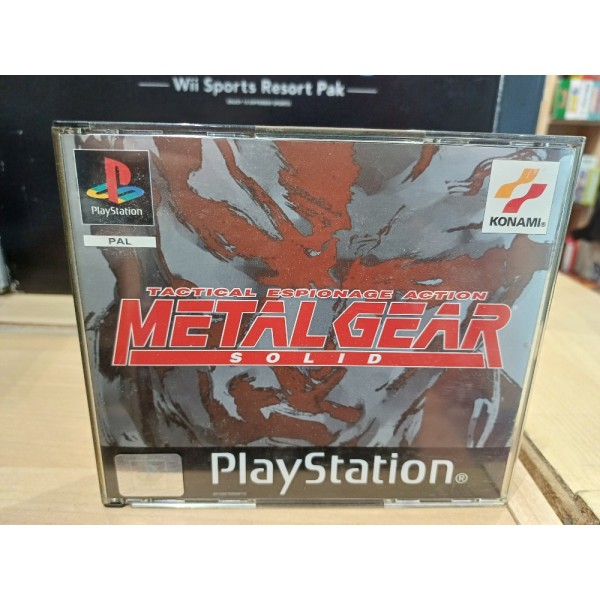 Wii Sports Resort Pak
PlayStation
PAL
KONAMI®
TACTICAL ESPIONAGE ACTION
METAL GEAR
SOLID
PlayStation®